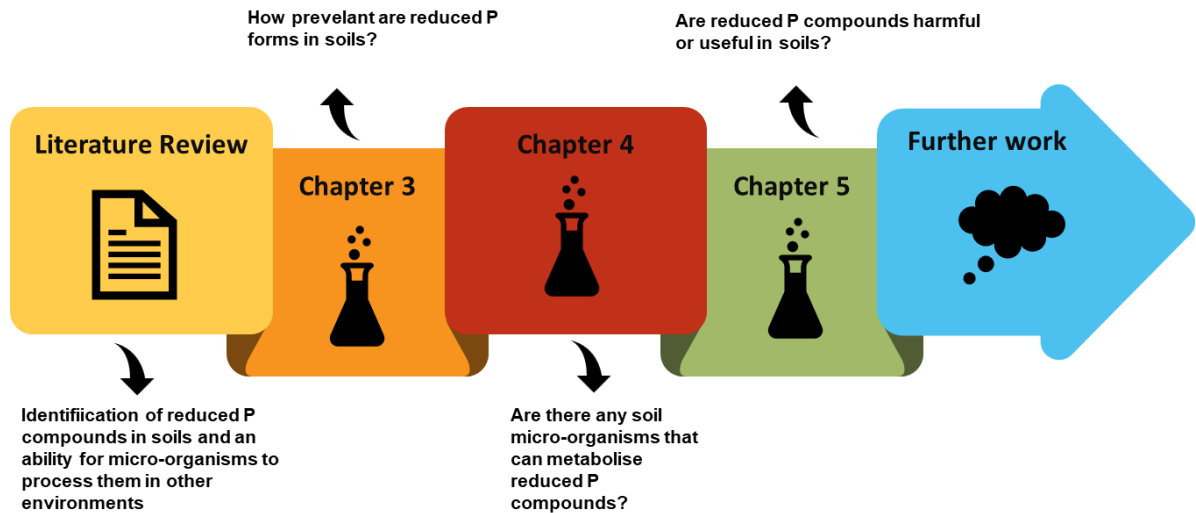 How prevelant are reduced P
forms in soils?
Are reduced P compounds harmful
or useful in soils?
Literature Review
Chapter 3
Chapter 4
Chapter 5
Further work
Identifiication of reduced P
compounds in soils and an
ability for micro-organisms to
process them in other
environments
Are there any soil
micro-organisms that
can metabolise
reduced P
compounds?